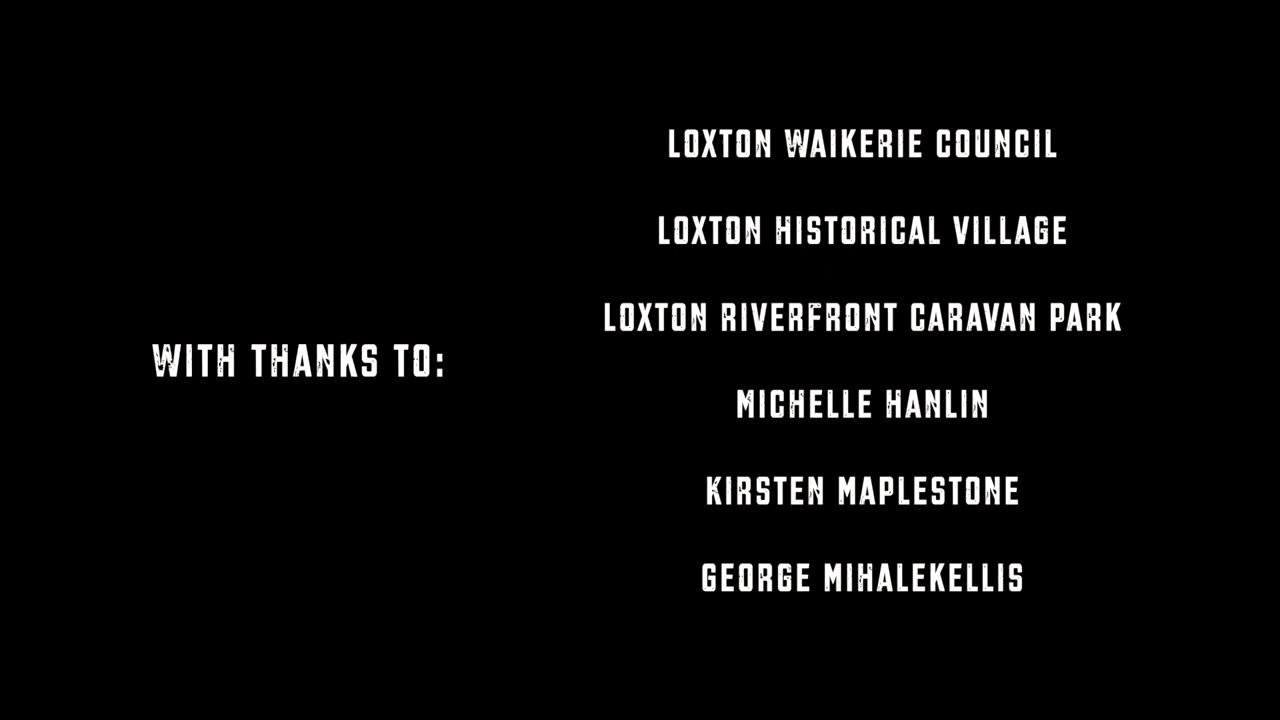 WITH THANKS TO:
LOXTON WAIKERIE COUNCIL
LOXTON HISTORICAL VILLAGE
LOXTON RIVERFRONT CARAVAN PARK
MICHELLE HANLIN
KIRSTEN MAPLESTONE
GEORGE MIHALEKELLIS